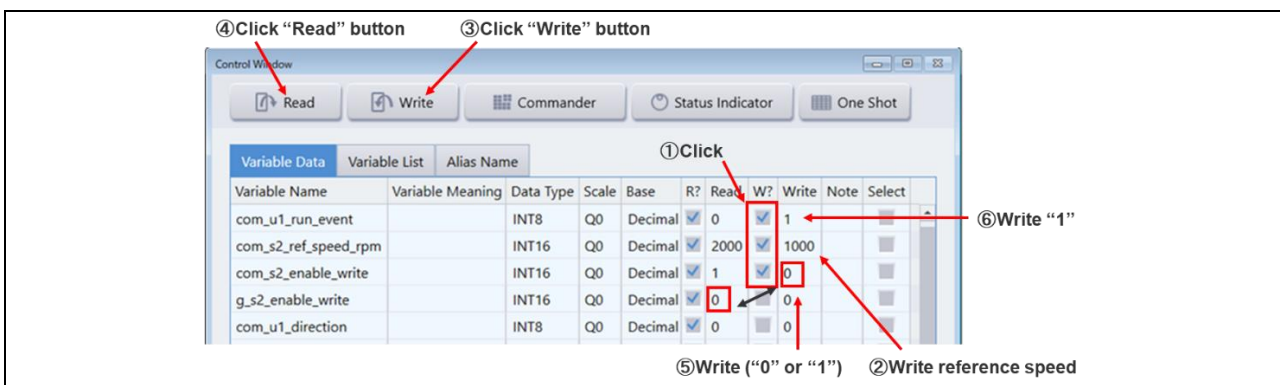 ④Click “Read” button ③Click “Write” button
Control Window
Read Write Commander Status Indicator One Shot
①Click
Variable Data Variable List Alias Name
Variable Name Variable Meaning Data Type Scale Base R? Read W? Write Note Select
com_u1_run_event INT8 Q0 Decimal 0 1
⑥Write “1”
com_s2_ref_speed_rpm INT16 Q0 Decimal 2000 1000
com_s2_enable_write INT16 Q0 Decimal 1 0
g_s2_enable_write INT16 Q0 Decimal 0 0
com_u1_direction INT8 Q0 Decimal 0 0
⑤Write (“0” or “1”) ②Write reference speed